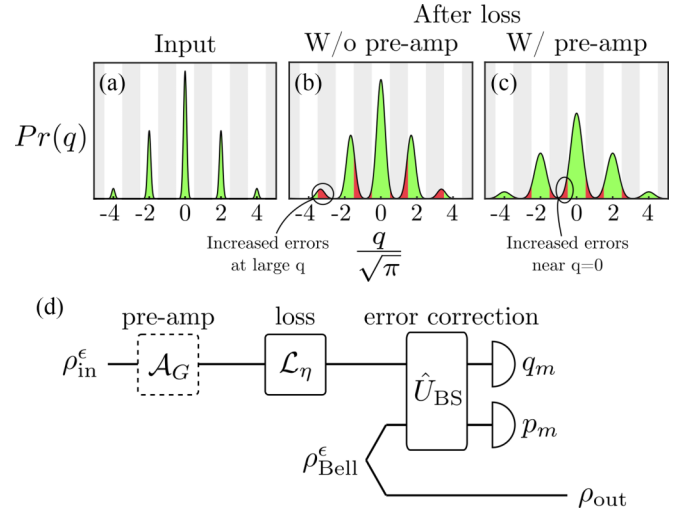 After loss
Input
W/o pre-amp
W/ pre-amp
(a)
(b)
(c)
Pr(q)
-4 -2 0 2 4
-4 -2 0 2 4
-4 -2 0 2 4
Increased errors
at large q
q
√π
Increased errors
near q=0
(d)
pre-amp
loss
error correction
ρ^ϵ_in
𝒜_G
ℒ_η
Û_BS
q_m
p_m
ρ^ϵ_Bell
ρ_out